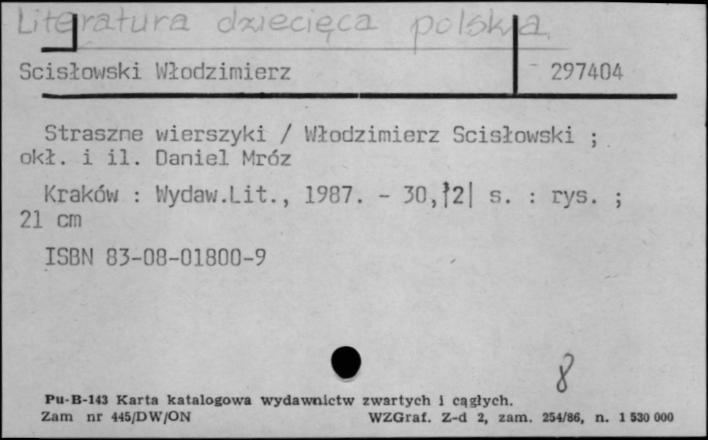 Literatura dziecięca polska
Scisłowski Włodzimierz 297404
Straszne wierszyki / Włodzimierz Scisłowski ;
okł. i il. Daniel Mróz
Kraków : Wydaw.Lit., 1987. - 30,|2| s. : rys. ;
21 cm
ISBN 83-08-01800-9
8
Pu-B-143 Karta katalogowa wydawnictw zwartych i ciągłych.
Zam nr 445/DW/ON WZGraf. Z-d 2, zam. 254/86, n. 1 530 000